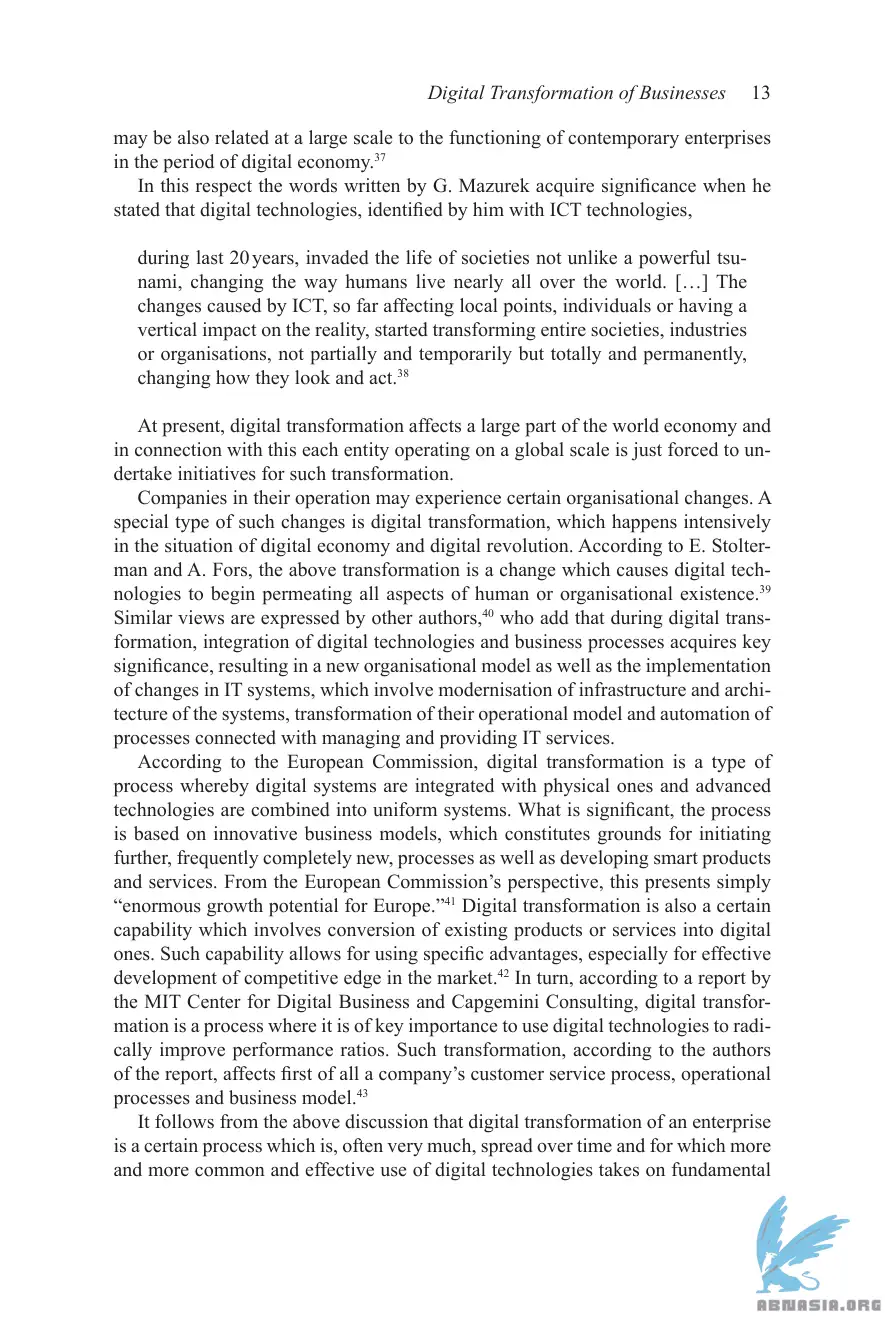 Digital Transformation of Businesses 13
may be also related at a large scale to the functioning of contemporary enterprises
in the period of digital economy.37
In this respect the words written by G. Mazurek acquire significance when he
stated that digital technologies, identified by him with ICT technologies,
during last 20 years, invaded the life of societies not unlike a powerful tsu-
nami, changing the way humans live nearly all over the world. […] The
changes caused by ICT, so far affecting local points, individuals or having a
vertical impact on the reality, started transforming entire societies, industries
or organisations, not partially and temporarily but totally and permanently,
changing how they look and act.38
At present, digital transformation affects a large part of the world economy and
in connection with this each entity operating on a global scale is just forced to un-
dertake initiatives for such transformation.
Companies in their operation may experience certain organisational changes. A
special type of such changes is digital transformation, which happens intensively
in the situation of digital economy and digital revolution. According to E. Stolter-
man and A. Fors, the above transformation is a change which causes digital tech-
nologies to begin permeating all aspects of human or organisational existence.39
Similar views are expressed by other authors,40 who add that during digital trans-
formation, integration of digital technologies and business processes acquires key
significance, resulting in a new organisational model as well as the implementation
of changes in IT systems, which involve modernisation of infrastructure and archi-
tecture of the systems, transformation of their operational model and automation of
processes connected with managing and providing IT services.
According to the European Commission, digital transformation is a type of
process whereby digital systems are integrated with physical ones and advanced
technologies are combined into uniform systems. What is significant, the process
is based on innovative business models, which constitutes grounds for initiating
further, frequently completely new, processes as well as developing smart products
and services. From the European Commission’s perspective, this presents simply
“enormous growth potential for Europe.”41 Digital transformation is also a certain
capability which involves conversion of existing products or services into digital
ones. Such capability allows for using specific advantages, especially for effective
development of competitive edge in the market.42 In turn, according to a report by
the MIT Center for Digital Business and Capgemini Consulting, digital transfor-
mation is a process where it is of key importance to use digital technologies to radi-
cally improve performance ratios. Such transformation, according to the authors
of the report, affects first of all a company’s customer service process, operational
processes and business model.43
It follows from the above discussion that digital transformation of an enterprise
is a certain process which is, often very much, spread over time and for which more
and more common and effective use of digital technologies takes on fundamental
ABNASIA.ORG